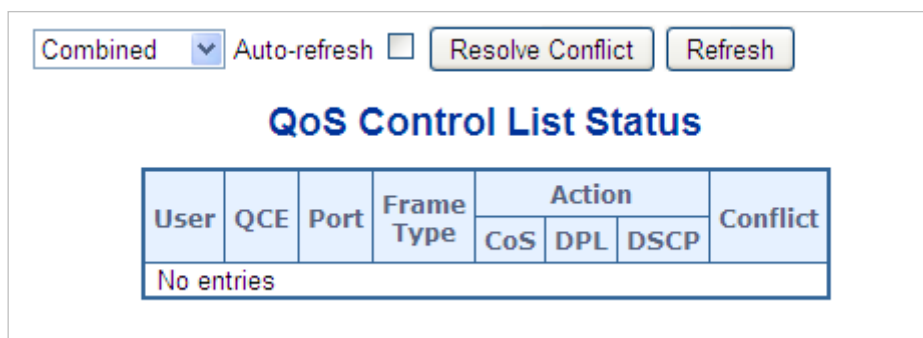 Combined Auto-refresh Resolve Conflict Refresh
QoS Control List Status
User QCE Port Frame Type Action Conflict
CoS DPL DSCP
No entries